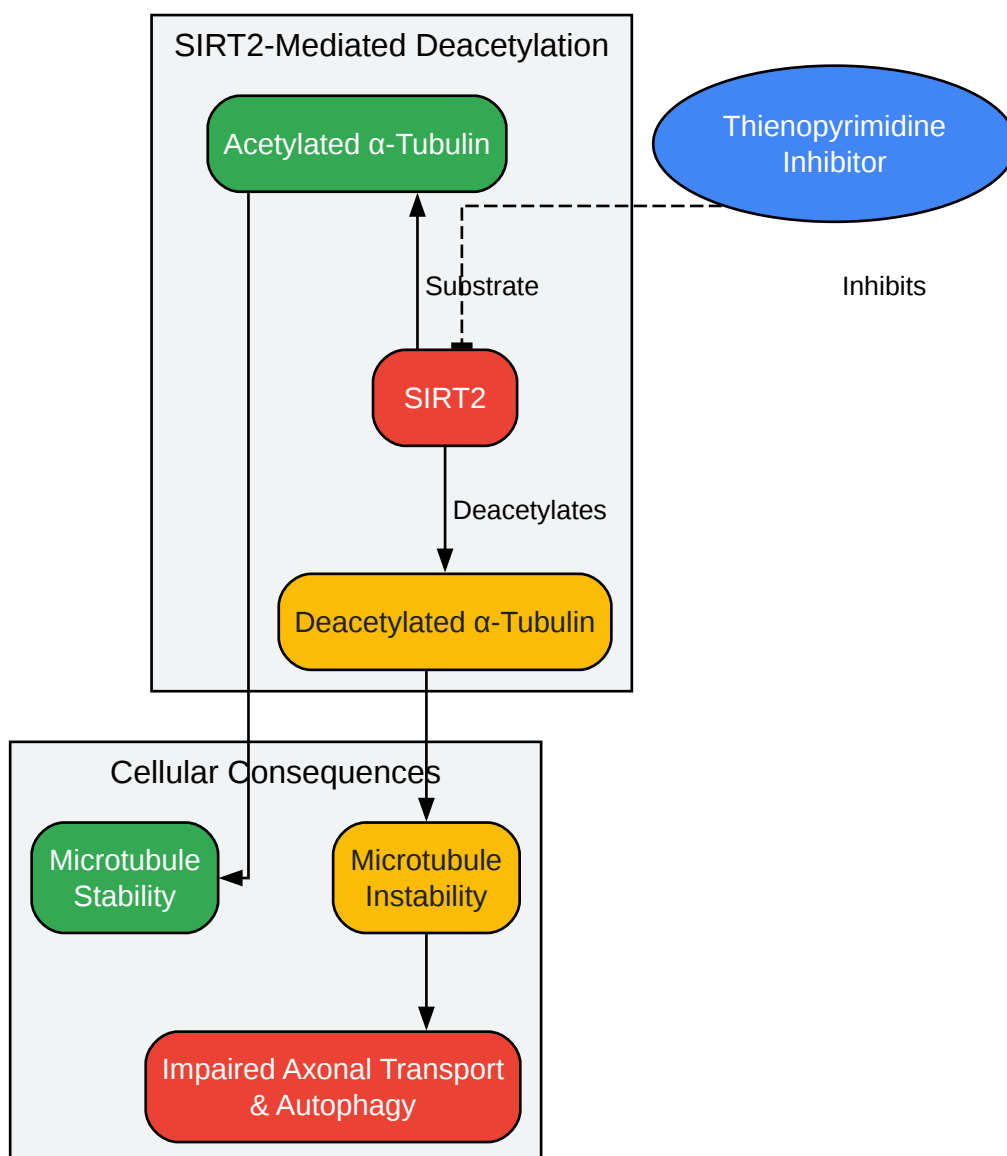 SIRT2-Mediated Deacetylation
Acetylated α-Tubulin
Thienopyrimidine
Inhibitor
Substrate
Inhibits
SIRT2
Deacetylates
Deacetylated α-Tubulin
Cellular Consequences
Microtubule
Stability
Microtubule
Instability
Impaired Axonal Transport
& Autophagy